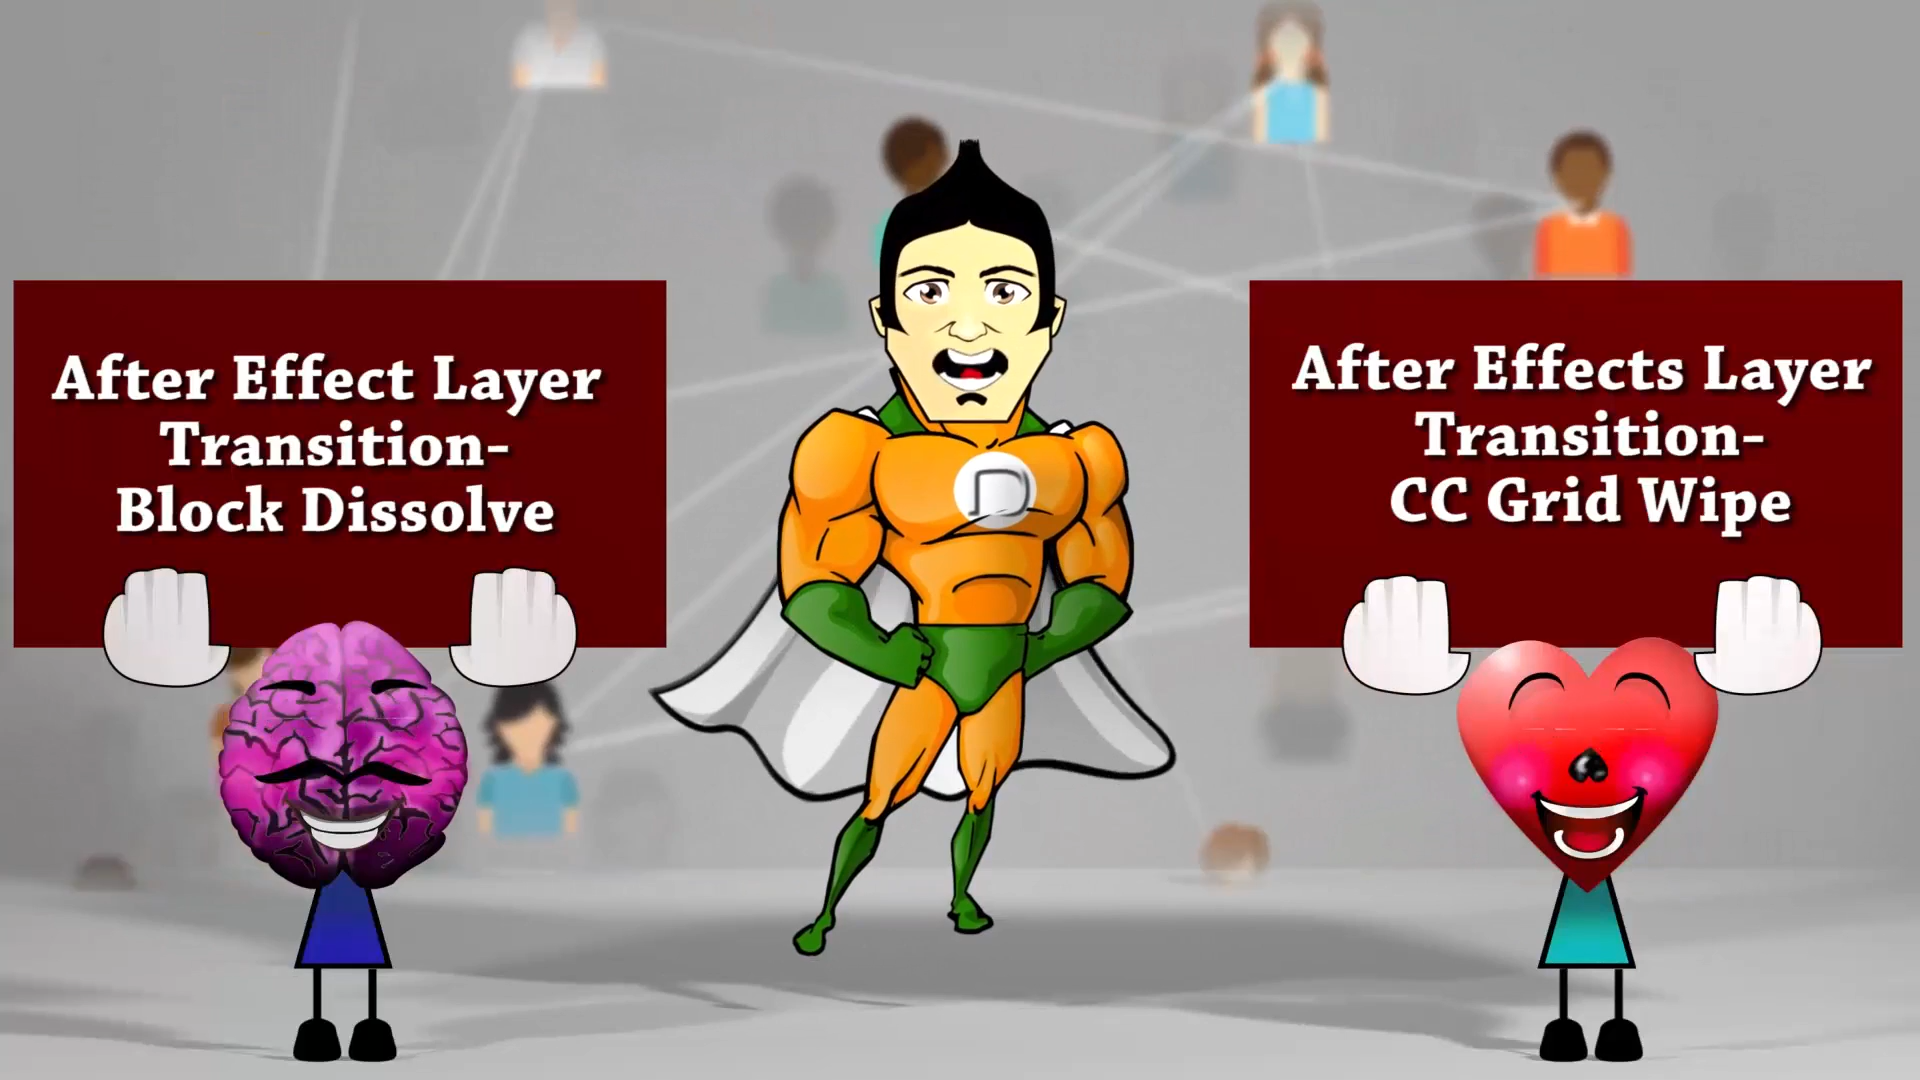 After Effect Layer
Transition-
Block Dissolve
D
After Effects Layer
Transition-
CC Grid Wipe